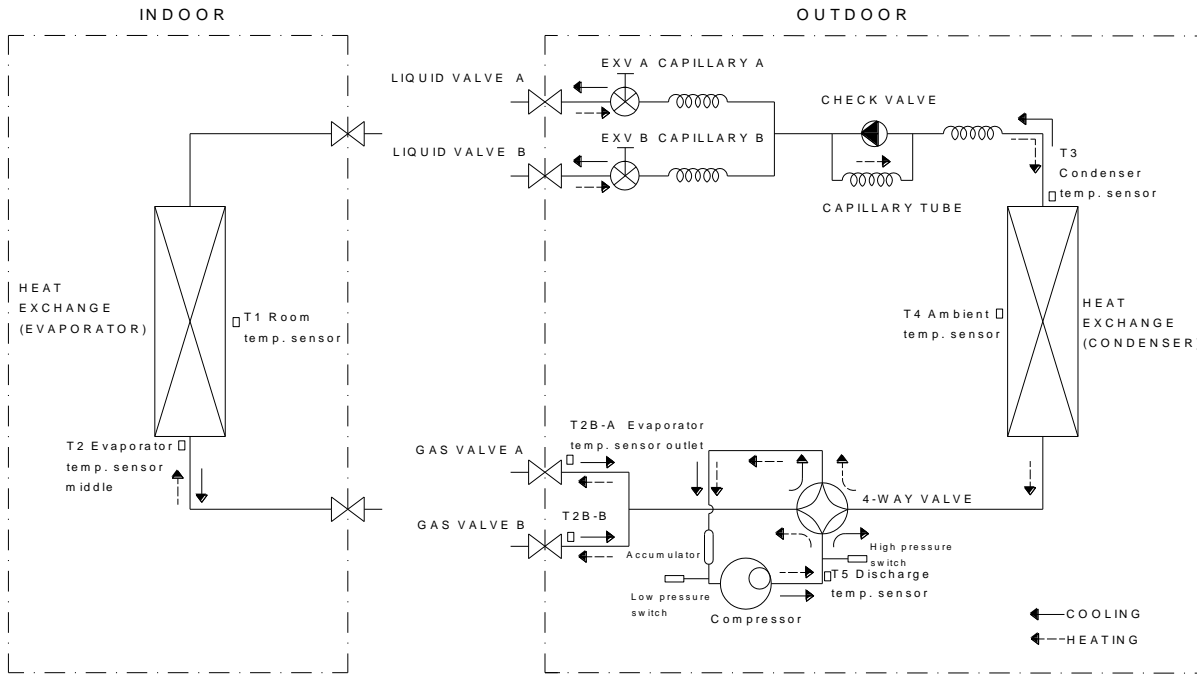 INDOOR
OUTDOOR
LIQUID VALVE A
EXV A CAPILLARY A
CHECK VALVE
LIQUID VALVE B
EXV B CAPILLARY B
T3
Condenser
temp. sensor
CAPILLARY TUBE
HEAT
EXCHANGE
(EVAPORATOR)
T1 Room
temp. sensor
T4 Ambient
temp. sensor
HEAT
EXCHANGE
(CONDENSER)
T2 Evaporator
temp. sensor
middle
GAS VALVE A
T2B-A Evaporator
temp. sensor outlet
4-WAY VALVE
GAS VALVE B
T2B-B
Accumulator
High pressure
switch
T5 Discharge
temp. sensor
Low pressure
switch
Compressor
COOLING
HEATING